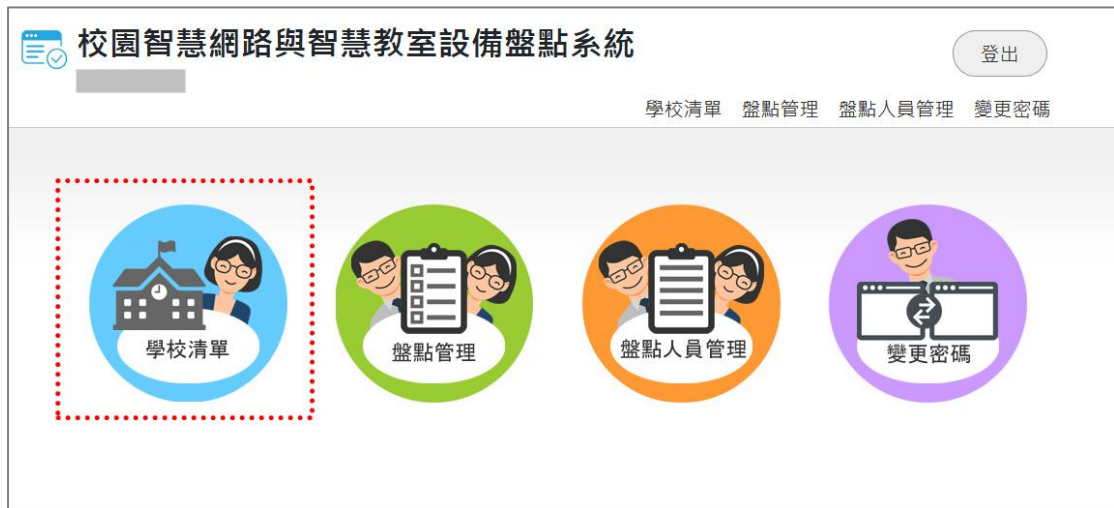 校園智慧網路與智慧教室設備盤點系統
登出
學校清單 盤點管理 盤點人員管理 變更密碼
學校清單
盤點管理
盤點人員管理
變更密碼